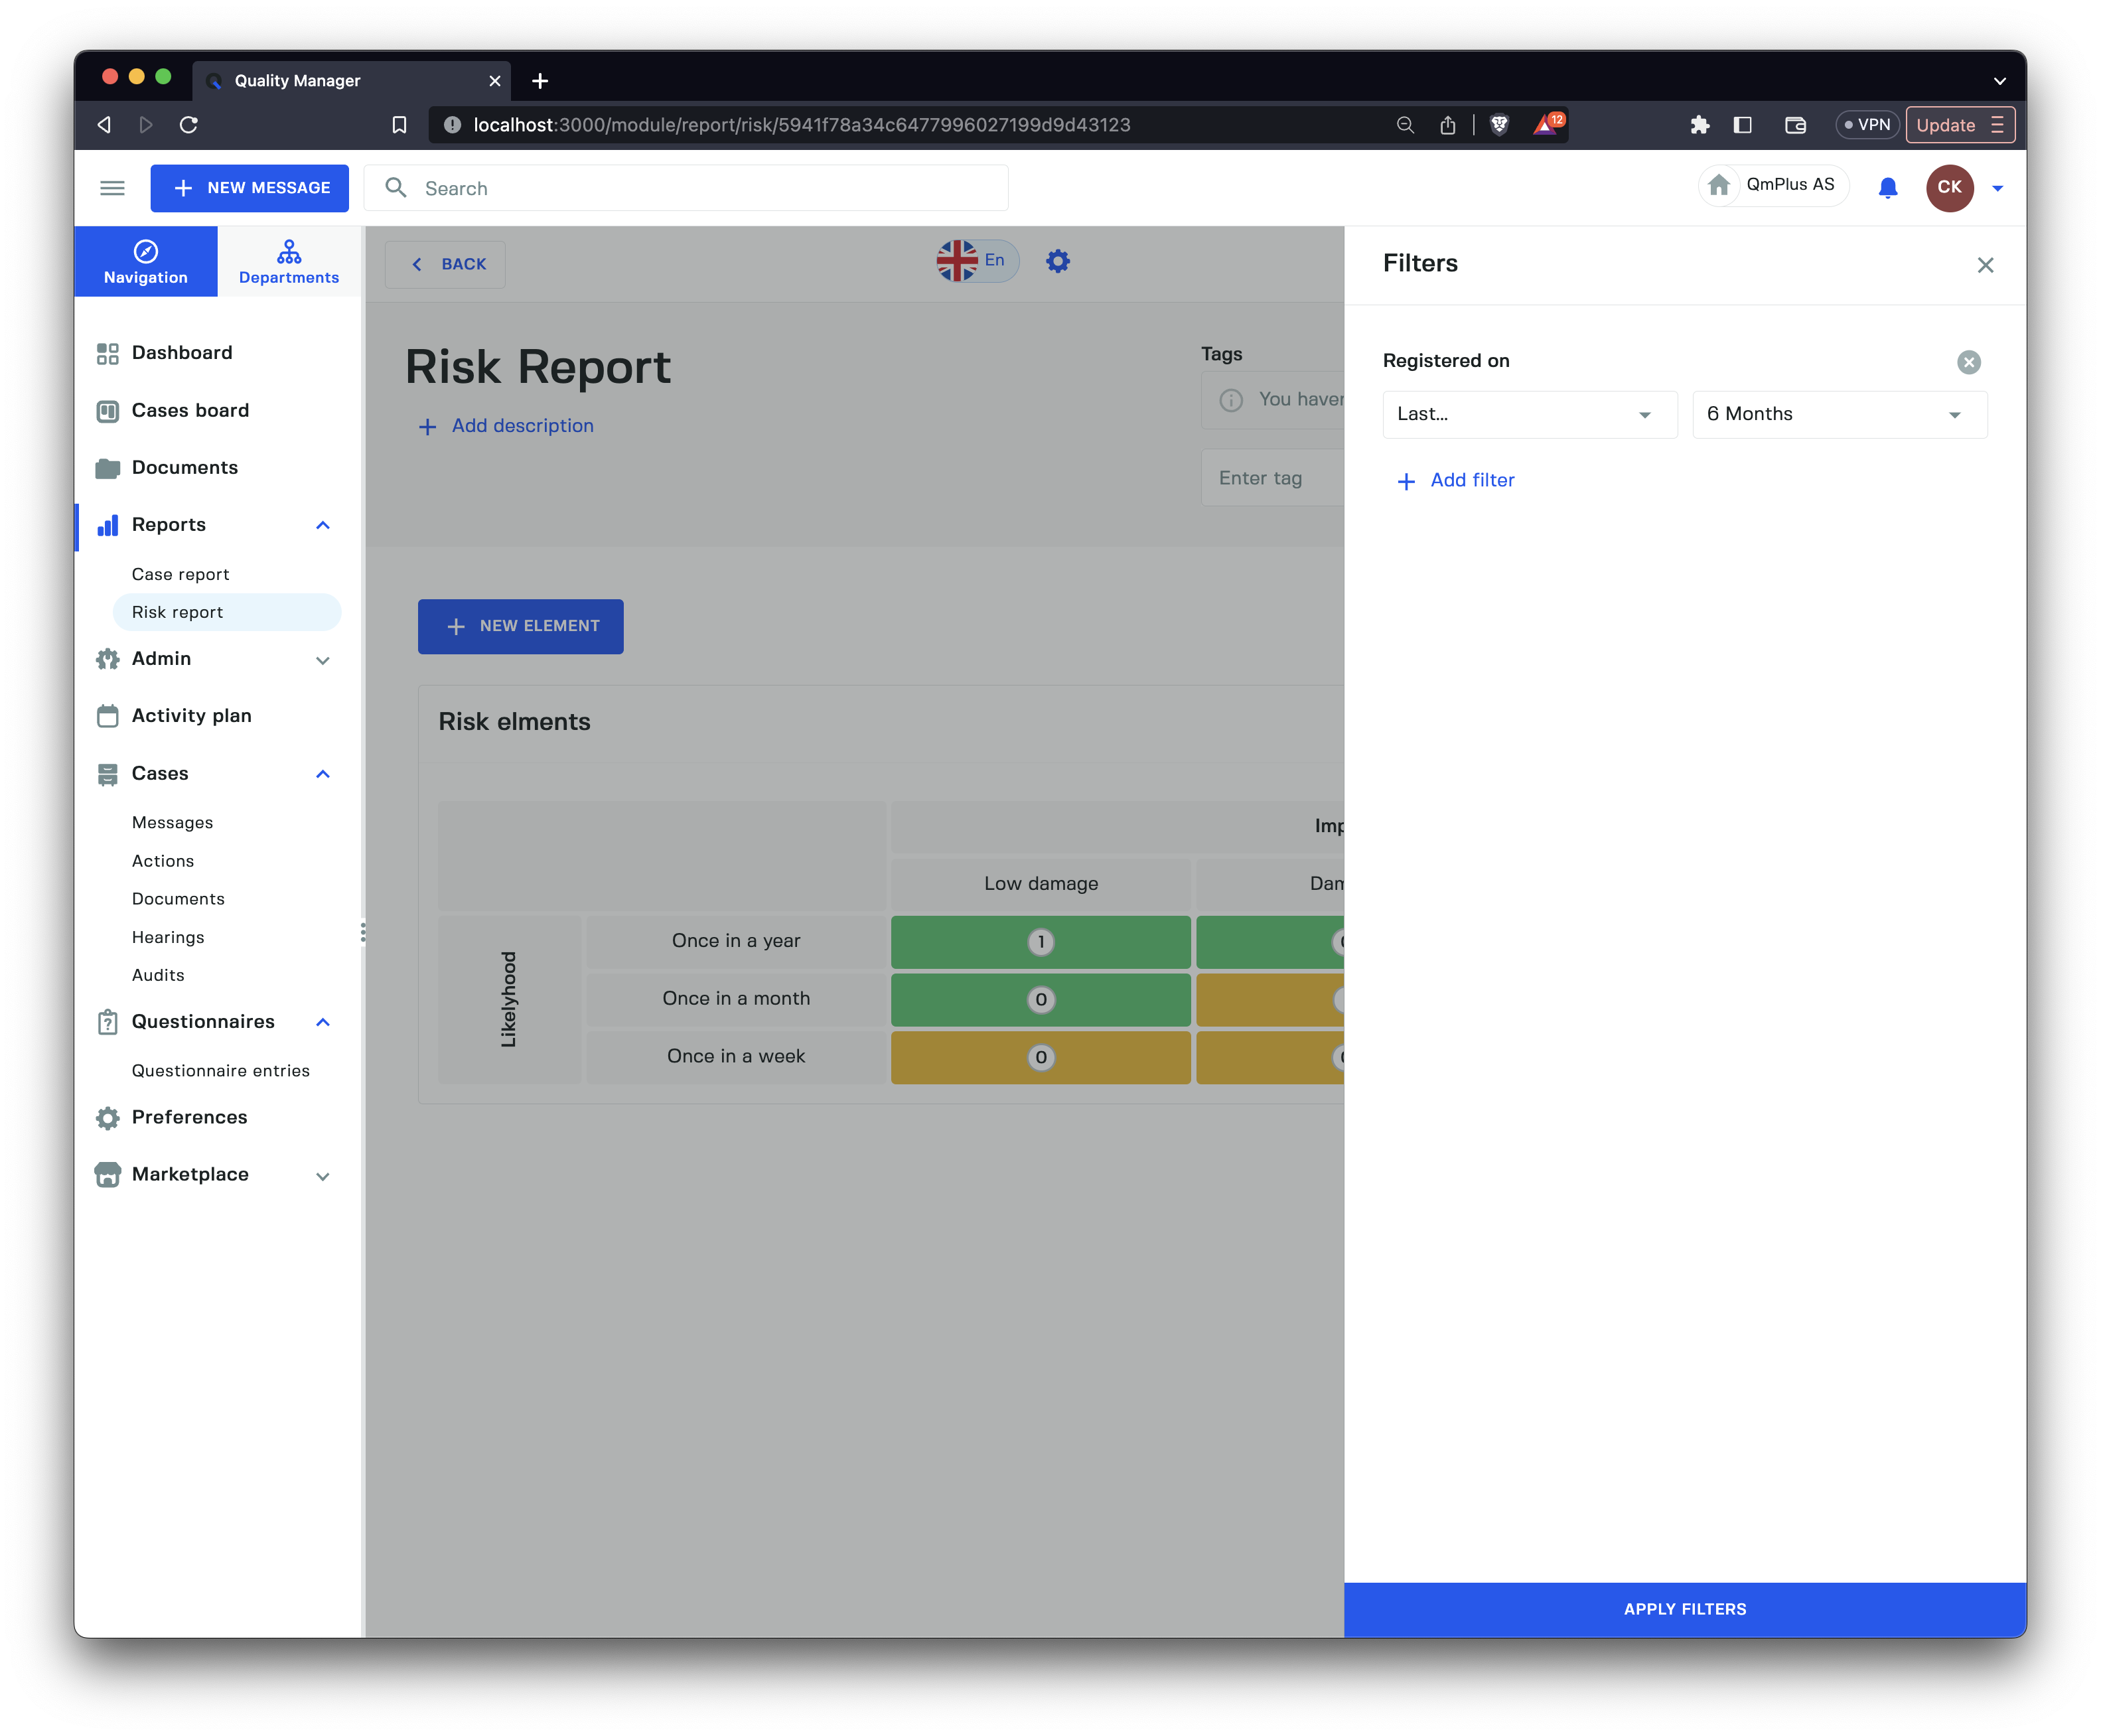 Quality Manager
localhost:3000/module/report/risk/5941f78a34c6477996027199d9d43123
12
VPN
Update
NEW MESSAGE
Search
QmPlus AS
CK
Navigation
Departments
BACK
En
Filters
Dashboard
Cases board
Documents
Reports
Case report
Risk report
Admin
Activity plan
Cases
Messages
Actions
Documents
Hearings
Audits
Questionnaires
Questionnaire entries
Preferences
Marketplace
Risk Report
Add description
Tags
You haver
Enter tag
NEW ELEMENT
Risk elments
Imp
Low damage
Dam
Likelyhood
Once in a year
1
Once in a month
0
Once in a week
0
Registered on
Last...
6 Months
Add filter
APPLY FILTERS